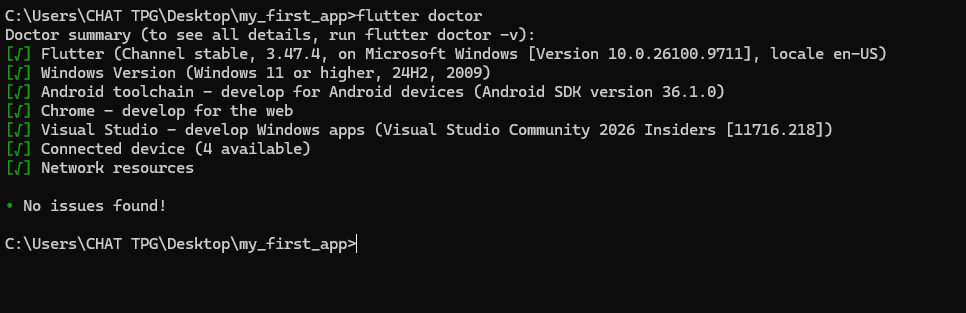 C:\Users\CHAT TPG\Desktop\my_first_app>flutter doctor
Doctor summary (to see all details, run flutter doctor -v):
[√] Flutter (Channel stable, 3.47.4, on Microsoft Windows [Version 10.0.26100.9711], locale en-US)
[√] Windows Version (Windows 11 or higher, 24H2, 2009)
[√] Android toolchain - develop for Android devices (Android SDK version 36.1.0)
[√] Chrome - develop for the web
[√] Visual Studio - develop Windows apps (Visual Studio Community 2026 Insiders [11716.218])
[√] Connected device (4 available)
[√] Network resources
• No issues found!
C:\Users\CHAT TPG\Desktop\my_first_app>